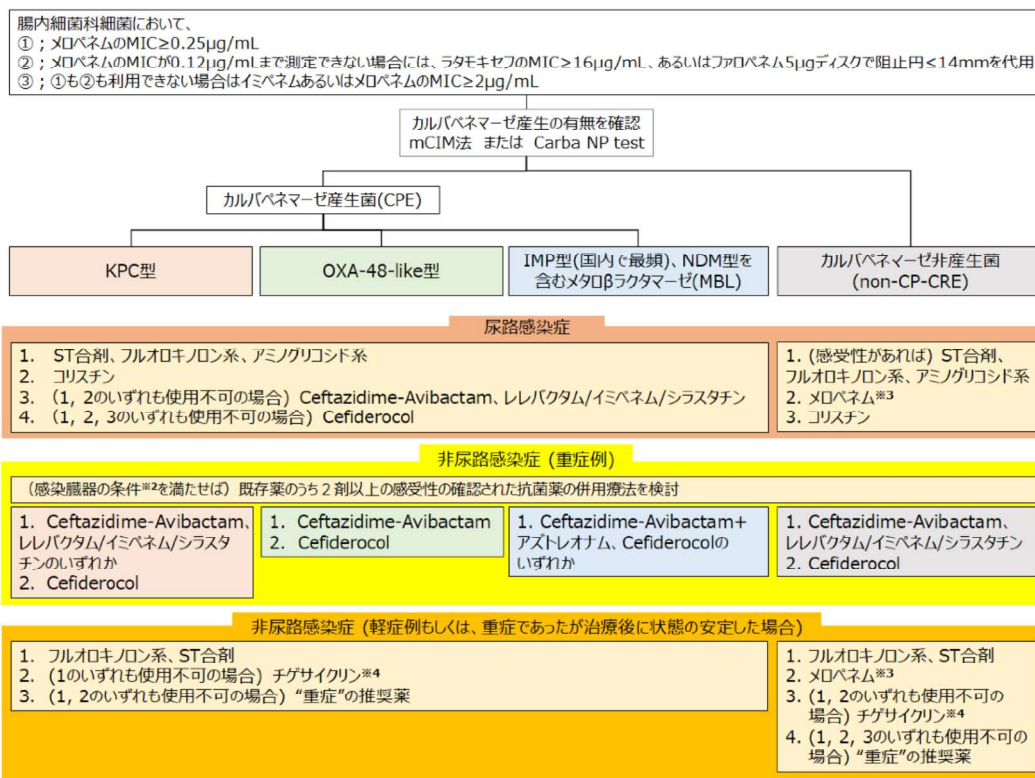 腸内細菌科細菌において、
①；メロペネムのMIC≥0.25μg/mL
②；メロペネムのMICが0.12μg/mLまで測定できない場合には、ラタモキセフのMIC≥16μg/mL、あるいはファロペネム5μgディスクで阻止円<14mmを代用
③；①も②も利用できない場合はイミペネムあるいはメロペネムのMIC≥2μg/mL
カルバペネマーゼ産生の有無を確認
mCIM法 または Carba NP test
カルバペネマーゼ産生菌(CPE)
KPC型
OXA-48-like型
IMP型(国内で最頻)、NDM型を
含むメタロβラクタマーゼ(MBL)
カルバペネマーゼ非産生菌
(non-CP-CRE)
尿路感染症
1. ST合剤、フルオロキノロン系、アミノグリコシド系
2. コリスチン
3. (1, 2のいずれも使用不可の場合) Ceftazidime-Avibactam、レレバクタム/イミペネム/シラスタチン
4. (1, 2, 3のいずれも使用不可の場合) Cefiderocol
1. (感受性があれば) ST合剤、
フルオロキノロン系、アミノグリコシド系
2. メロペネム※3
3. コリスチン
非尿路感染症 (重症例)
（感染臓器の条件※2を満たせば）既存薬のうち２剤以上の感受性の確認された抗菌薬の併用療法を検討
1. Ceftazidime-Avibactam、
レレバクタム/イミペネム/シラスタ
チンのいずれか
2. Cefiderocol
1. Ceftazidime-Avibactam
2. Cefiderocol
1. Ceftazidime-Avibactam+
アズトレオナム、Cefiderocolの
いずれか
1. Ceftazidime-Avibactam、
レレバクタム/イミペネム/シラスタチン
2. Cefiderocol
非尿路感染症 (軽症例もしくは、重症であったが治療後に状態の安定した場合)
1. フルオロキノロン系、ST合剤
2. (1のいずれも使用不可の場合) チゲサイクリン※4
3. (1, 2のいずれも使用不可の場合) “重症”の推奨薬
1. フルオロキノロン系、ST合剤
2. メロペネム※3
3. (1, 2のいずれも使用不可の
場合) チゲサイクリン※4
4. (1, 2, 3のいずれも使用不可の
場合) “重症”の推奨薬